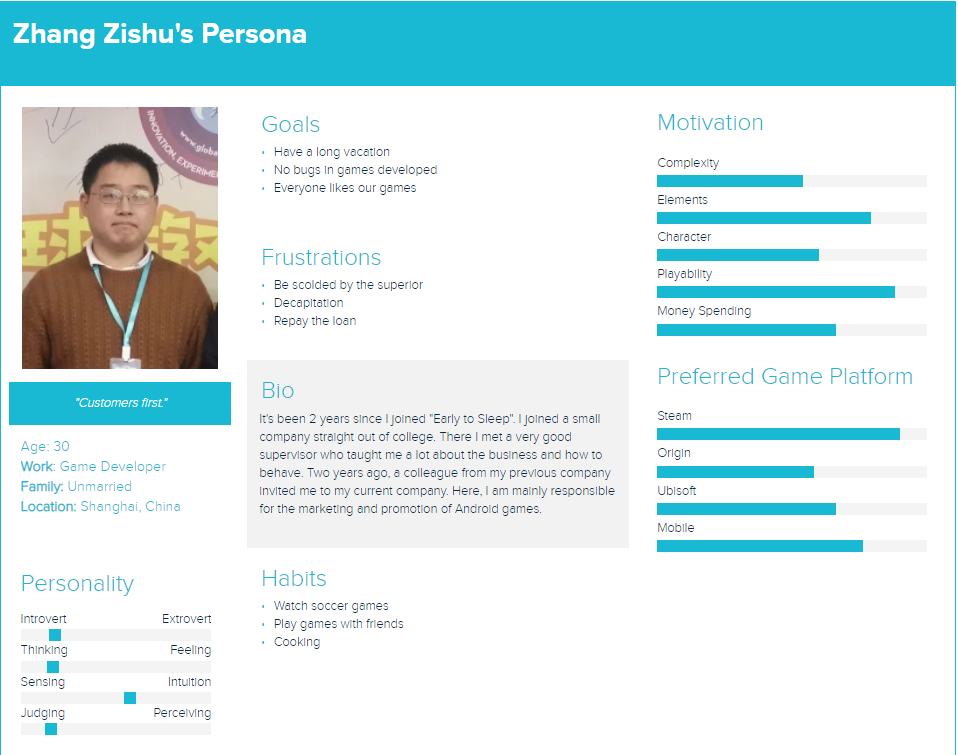 Zhang Zishu's Persona
INNOVATION, EXPERIME
www.globa
"Customers first."
Age: 30
Work: Game Developer
Family: Unmarried
Location: Shanghai, China
Personality
Introvert Extrovert
Thinking Feeling
Sensing Intuition
Judging Perceiving
Goals
Have a long vacation
No bugs in games developed
Everyone likes our games
Frustrations
Be scolded by the superior
Decapitation
Repay the loan
Bio
It's been 2 years since I joined "Early to Sleep". I joined a small
company straight out of college. There I met a very good
supervisor who taught me a lot about the business and how to
behave. Two years ago, a colleague from my previous company
invited me to my current company. Here, I am mainly responsible
for the marketing and promotion of Android games.
Habits
Watch soccer games
Play games with friends
Cooking
Motivation
Complexity
Elements
Character
Playability
Money Spending
Preferred Game Platform
Steam
Origin
Ubisoft
Mobile